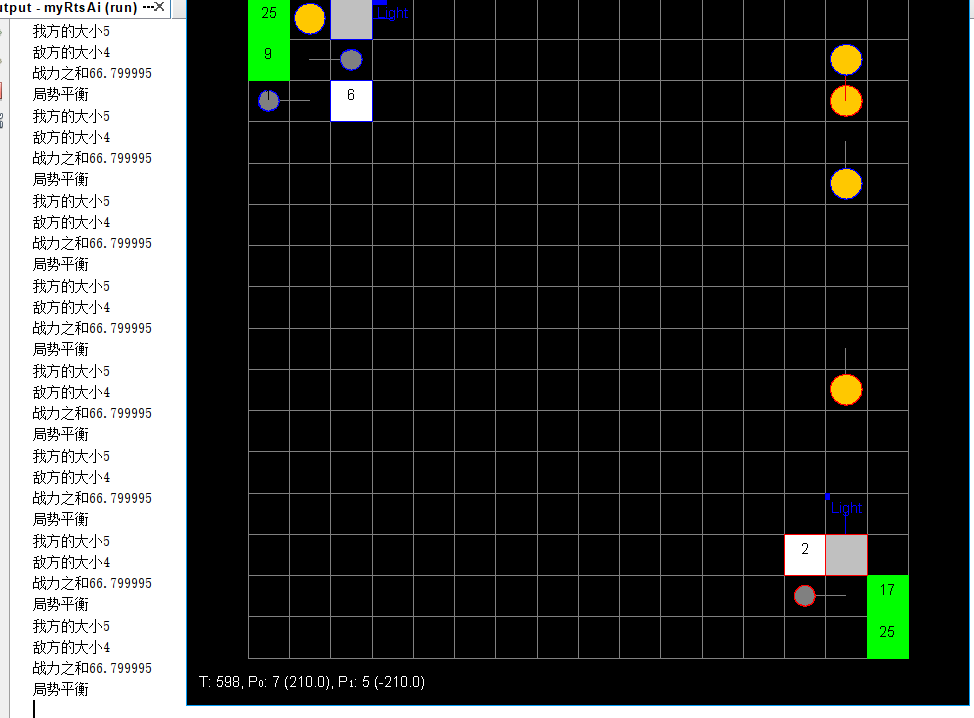 utput - myRtsAi (run)
我方的大小5
敌方的大小4
战力之和66.799995
局势平衡
我方的大小5
敌方的大小4
战力之和66.799995
局势平衡
我方的大小5
敌方的大小4
战力之和66.799995
局势平衡
我方的大小5
敌方的大小4
战力之和66.799995
局势平衡
我方的大小5
敌方的大小4
战力之和66.799995
局势平衡
我方的大小5
敌方的大小4
战力之和66.799995
局势平衡
我方的大小5
敌方的大小4
战力之和66.799995
局势平衡
我方的大小5
敌方的大小4
战力之和66.799995
局势平衡
25
Light
9
6
Light
2
17
25
T: 598, P₀: 7 (210.0), P₁: 5 (-210.0)